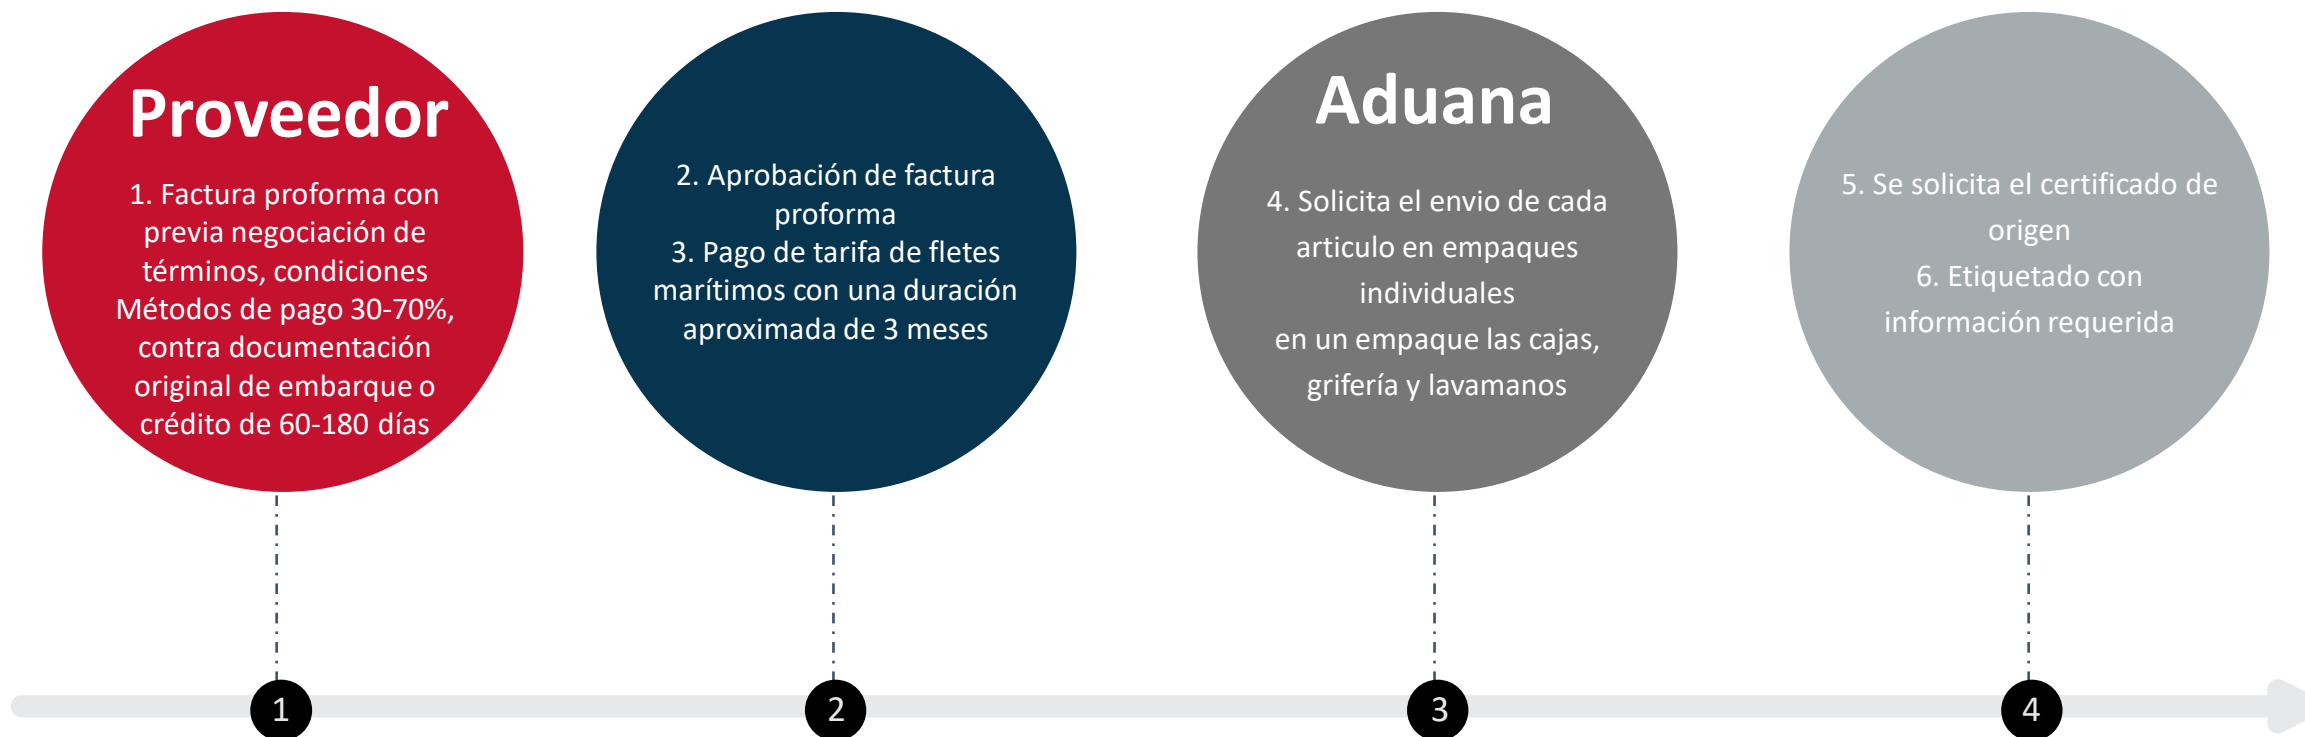 Proveedor
1. Factura proforma con
previa negociación de
términos, condiciones
Métodos de pago 30-70%,
contra documentación
original de embarque o
crédito de 60-180 días
2. Aprobación de factura
proforma
3. Pago de tarifa de fletes
marítimos con una duración
aproximada de 3 meses
Aduana
4. Solicita el envio de cada
articulo en empaques
individuales
en un empaque las cajas,
grifería y lavamanos
5. Se solicita el certificado de
origen
6. Etiquetado con
información requerida
1
2
3
4